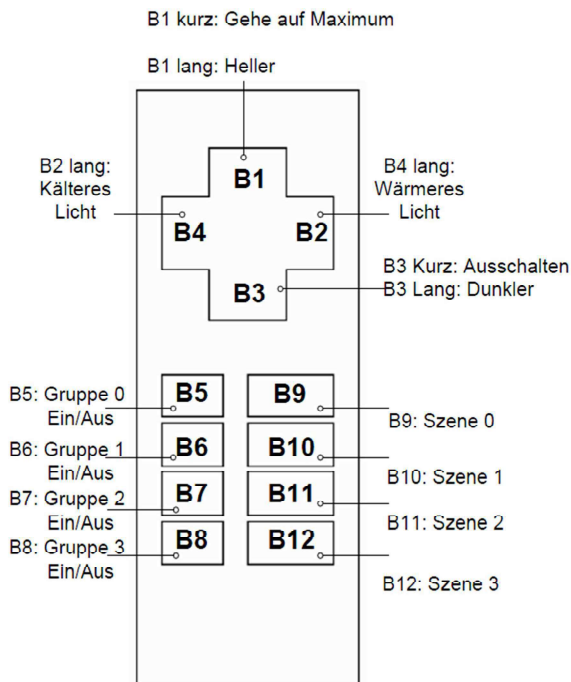 B1 kurz: Gehe auf Maximum
B1 lang: Heller
B2 lang:
Kälteres
Licht
B4 lang:
Wärmeres
Licht
B1
B4
B2
B3
B3 Kurz: Ausschalten
B3 Lang: Dunkler
B5: Gruppe 0
Ein/Aus
B6: Gruppe 1
Ein/Aus
B7: Gruppe 2
Ein/Aus
B8: Gruppe 3
Ein/Aus
B5
B9
B6
B10
B7
B11
B8
B12
B9: Szene 0
B10: Szene 1
B11: Szene 2
B12: Szene 3